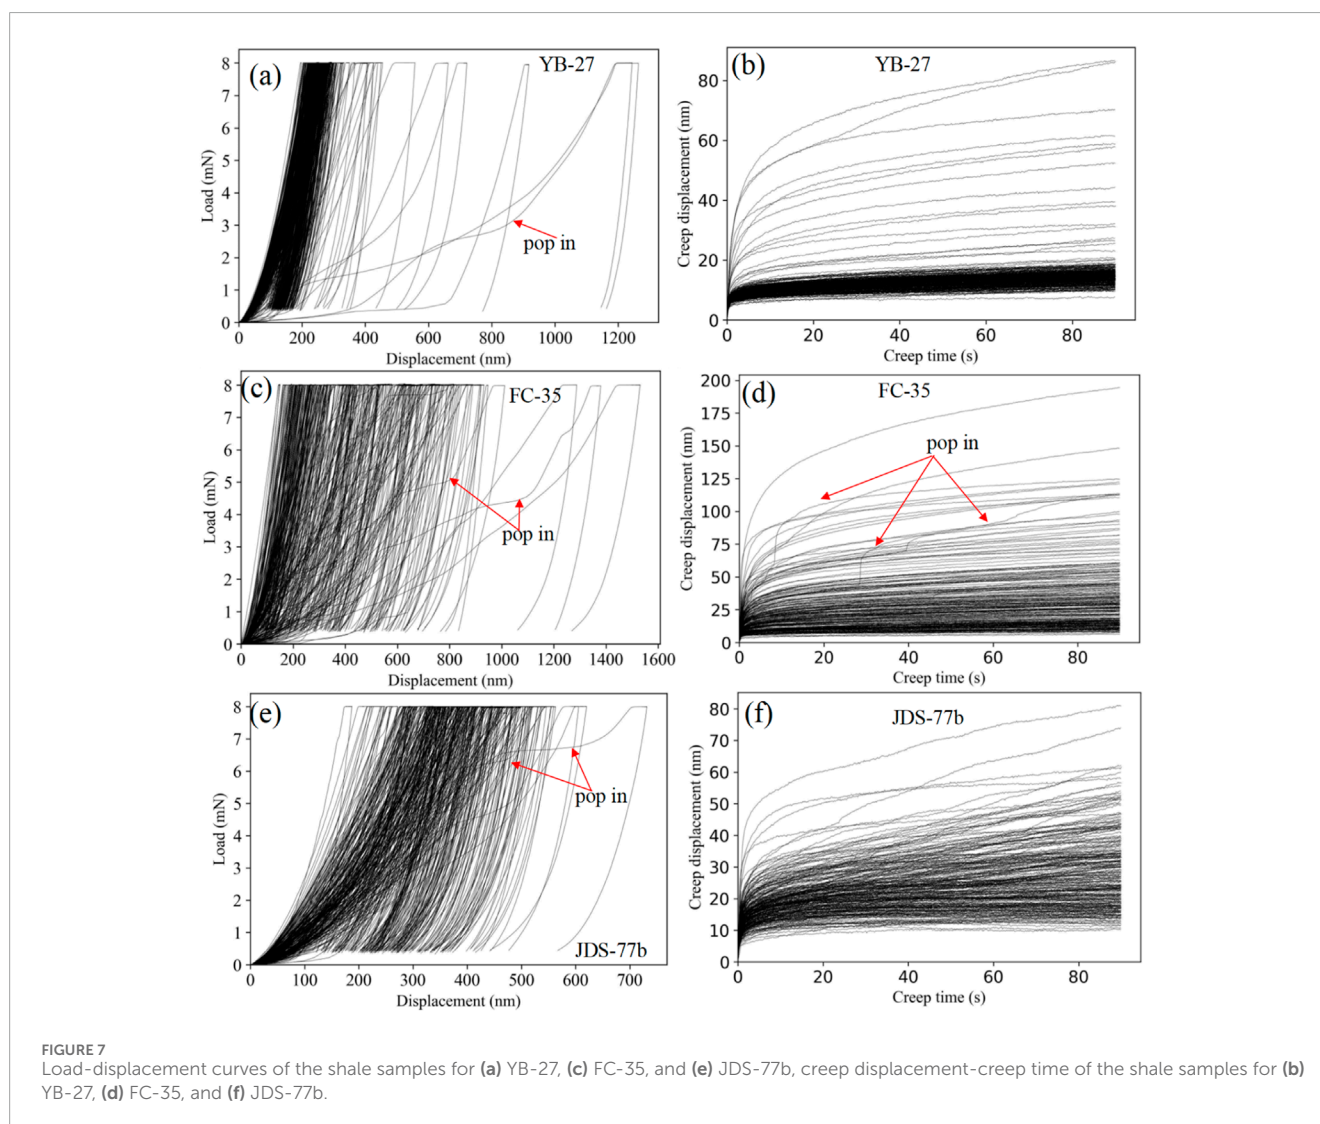 (a)
YB-27
pop in
Load (mN)
0
1
2
3
4
5
6
7
8
0 200 400 600 800 1000 1200
Displacement (nm)
(b)
YB-27
Creep displacement (nm)
0
20
40
60
80
0 20 40 60 80
Creep time (s)
(c)
FC-35
pop in
Load (mN)
0
1
2
3
4
5
6
7
8
0 200 400 600 800 1000 1200 1400 1600
Displacement (nm)
(d)
FC-35
pop in
Creep displacement (nm)
0
25
50
75
100
125
150
175
200
0 20 40 60 80
Creep time (s)
(e)
pop in
JDS-77b
Load (mN)
0
1
2
3
4
5
6
7
8
0 100 200 300 400 500 600 700
Displacement (nm)
(f)
JDS-77b
Creep displacement (nm)
0
10
20
30
40
50
60
70
80
0 20 40 60 80
Creep time (s)
FIGURE 7
Load-displacement curves of the shale samples for (a) YB-27, (c) FC-35, and (e) JDS-77b, creep displacement-creep time of the shale samples for (b)
YB-27, (d) FC-35, and (f) JDS-77b.